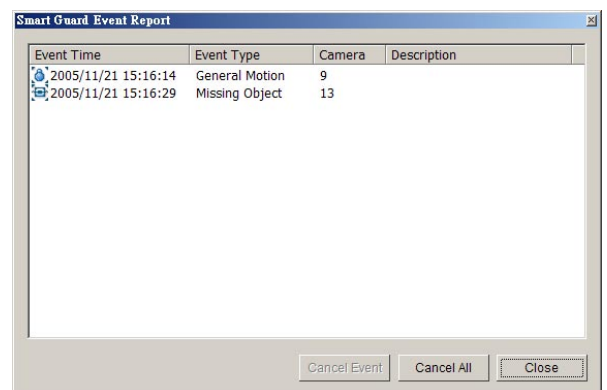 Smart Guard Event Report
Event Time Event Type Camera Description
2005/11/21 15:16:14 General Motion 9
2005/11/21 15:16:29 Missing Object 13
Cancel Event Cancel All Close